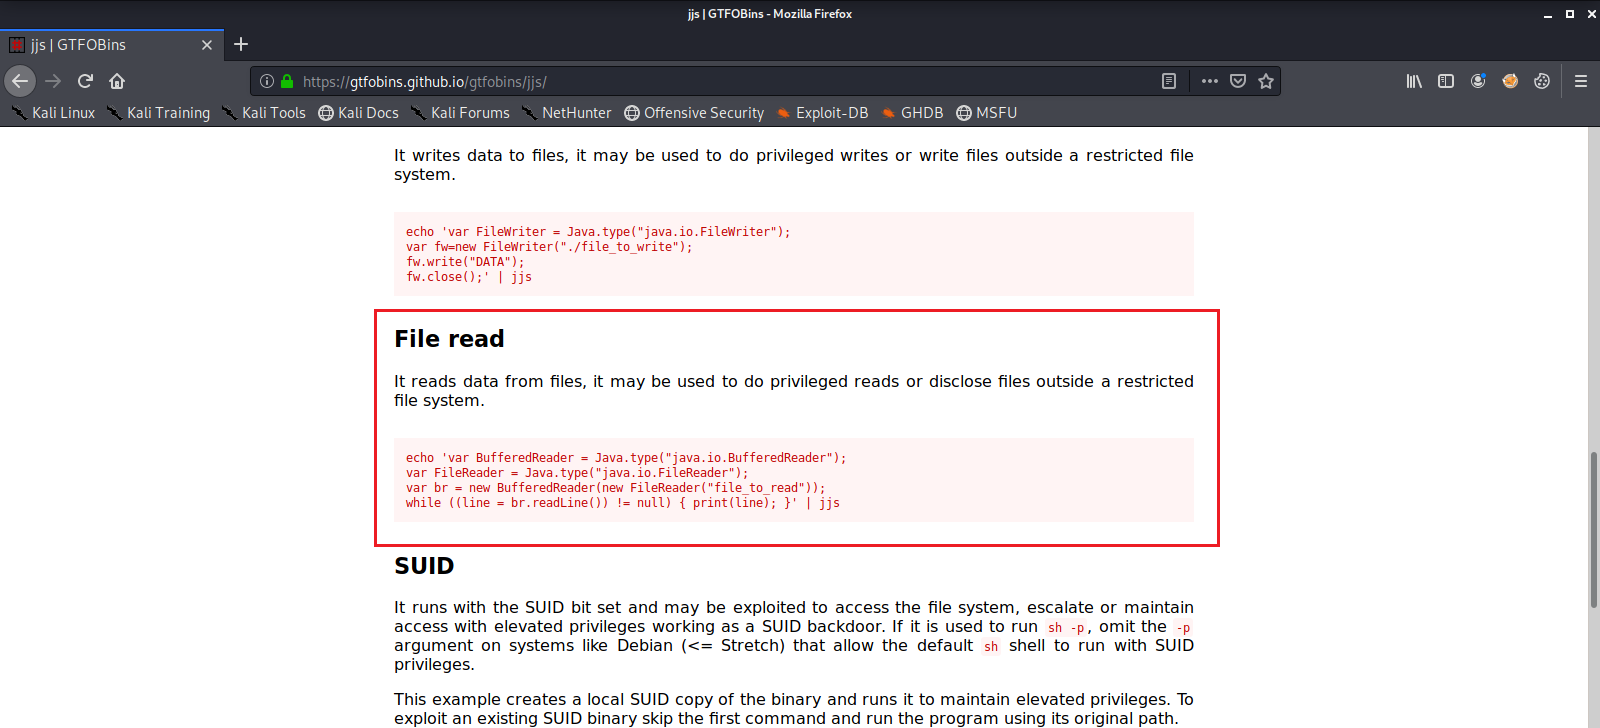 jjs | GTFOBins - Mozilla Firefox
jjs | GTFOBins
https://gtfobins.github.io/gtfobins/jjs/
Kali Linux Kali Training Kali Tools Kali Docs Kali Forums NetHunter Offensive Security Exploit-DB GHDB MSFU
It writes data to files, it may be used to do privileged writes or write files outside a restricted file
system.
echo 'var FileWriter = Java.type("java.io.FileWriter");
var fw=new FileWriter("./file_to_write");
fw.write("DATA");
fw.close();' | jjs
File read
It reads data from files, it may be used to do privileged reads or disclose files outside a restricted
file system.
echo 'var BufferedReader = Java.type("java.io.BufferedReader");
var FileReader = Java.type("java.io.FileReader");
var br = new BufferedReader(new FileReader("file_to_read"));
while ((line = br.readLine()) != null) { print(line); }' | jjs
SUID
It runs with the SUID bit set and may be exploited to access the file system, escalate or maintain
access with elevated privileges working as a SUID backdoor. If it is used to run sh -p, omit the -p
argument on systems like Debian (<= Stretch) that allow the default sh shell to run with SUID
privileges.
This example creates a local SUID copy of the binary and runs it to maintain elevated privileges. To
exploit an existing SUID binary skip the first command and run the program using its original path.